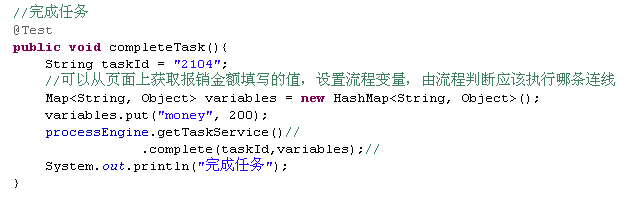 //完成任务
@Test
public void completeTask(){
    String taskId = "2104";
    //可以从页面上获取报销金额填写的值，设置流程变量，由流程判断应该执行哪条连线
    Map<String, Object> variables = new HashMap<String, Object>();
    variables.put("money", 200);
    processEngine.getTaskService()//
                .complete(taskId,variables);//
    System.out.println("完成任务");
}